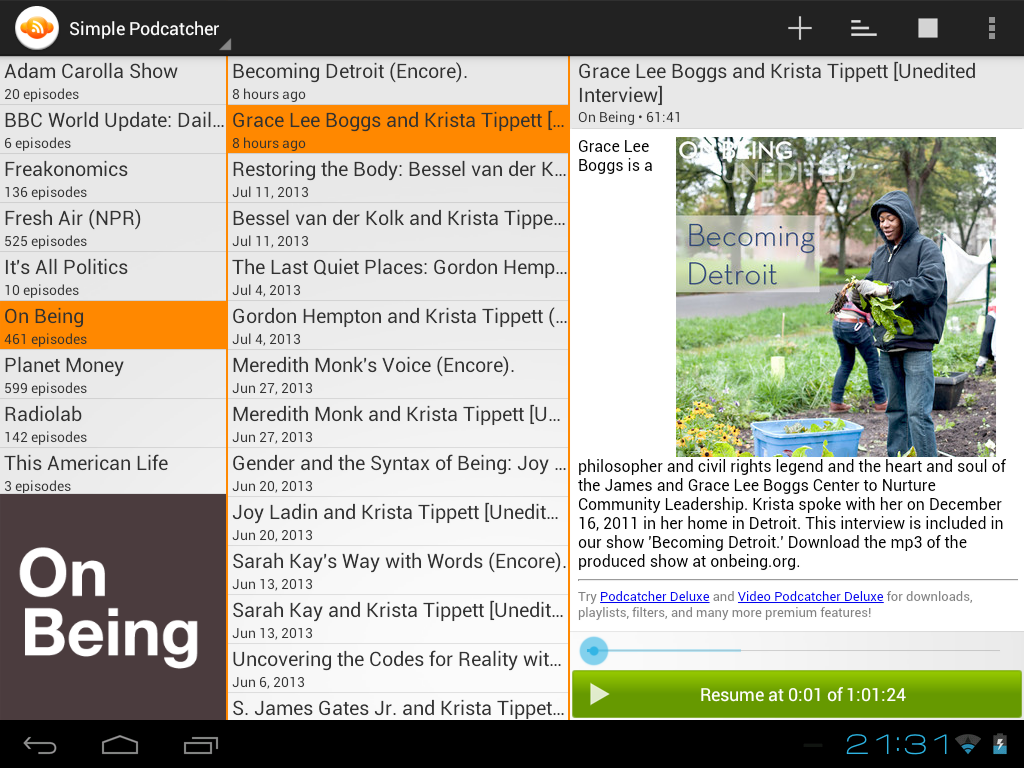 Simple Podcatcher
Adam Carolla Show
20 episodes
BBC World Update: Dail...
6 episodes
Freakonomics
136 episodes
Fresh Air (NPR)
525 episodes
It's All Politics
10 episodes
On Being
461 episodes
Planet Money
599 episodes
Radiolab
142 episodes
This American Life
3 episodes
On
Being
Becoming Detroit (Encore).
8 hours ago
Grace Lee Boggs and Krista Tippett [...
8 hours ago
Restoring the Body: Bessel van der K...
Jul 11, 2013
Bessel van der Kolk and Krista Tippe...
Jul 11, 2013
The Last Quiet Places: Gordon Hemp...
Jul 4, 2013
Gordon Hempton and Krista Tippett (...
Jul 4, 2013
Meredith Monk's Voice (Encore).
Jun 27, 2013
Meredith Monk and Krista Tippett [U...
Jun 27, 2013
Gender and the Syntax of Being: Joy ...
Jun 20, 2013
Joy Ladin and Krista Tippett [Unedit...
Jun 20, 2013
Sarah Kay's Way with Words (Encore).
Jun 13, 2013
Sarah Kay and Krista Tippett [Unedit...
Jun 13, 2013
Uncovering the Codes for Reality wit...
Jun 6, 2013
S. James Gates Jr. and Krista Tippet...
Grace Lee Boggs and Krista Tippett [Unedited
Interview]
On Being • 61:41
Grace Lee
Boggs is a
ON BEING
UNEDITED
Becoming
Detroit
philosopher and civil rights legend and the heart and soul of
the James and Grace Lee Boggs Center to Nurture
Community Leadership. Krista spoke with her on December
16, 2011 in her home in Detroit. This interview is included in
our show 'Becoming Detroit.' Download the mp3 of the
produced show at onbeing.org.
Try Podcatcher Deluxe and Video Podcatcher Deluxe for downloads,
playlists, filters, and many more premium features!
Resume at 0:01 of 1:01:24
21:31